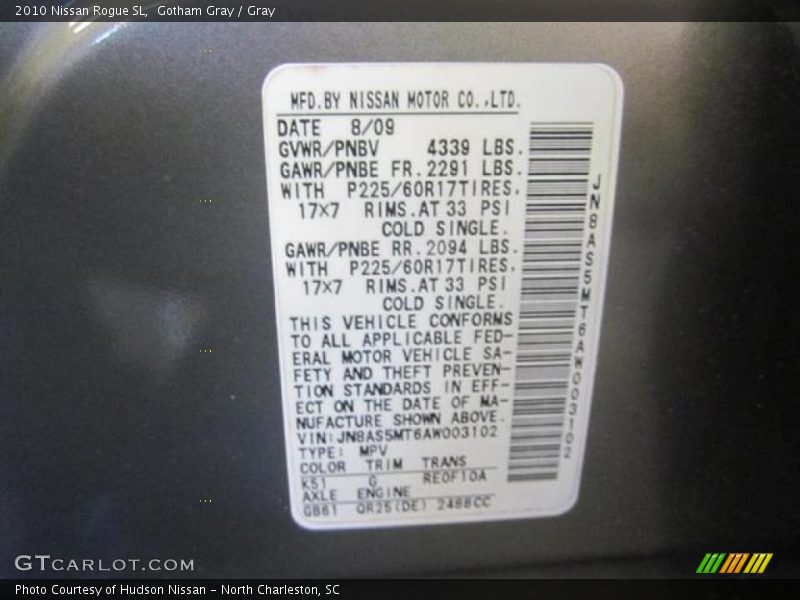 2010 Nissan Rogue SL,  Gotham Gray / Gray
MFD.BY NISSAN MOTOR CO.,LTD.
DATE 8/09
GVWR/PNBV 4339 LBS.
GAWR/PNBE FR. 2291 LBS.
WITH P225/60R17TIRES.
17×7 RIMS.AT 33 PSI
COLD SINGLE.
GAWR/PNBE RR. 2094 LBS.
WITH P225/60R17TIRES.
17×7 RIMS.AT 33 PSI
COLD SINGLE.
THIS VEHICLE CONFORMS
TO ALL APPLICABLE FED-
ERAL MOTOR VEHICLE SA-
FETY AND THEFT PREVEN-
TION STANDARDS IN EFF-
ECT ON THE DATE OF MA-
NUFACTURE SHOWN ABOVE.
VIN:JN8AS5MT6AW003102
TYPE: MPV
COLOR TRIM TRANS
K51 G RE0F10A
AXLE ENGINE
GB61 QR25(DE) 2488CC
JN8AS5MT6AW003102
GTCARLOT.COM
Photo Courtesy of Hudson Nissan - North Charleston, SC